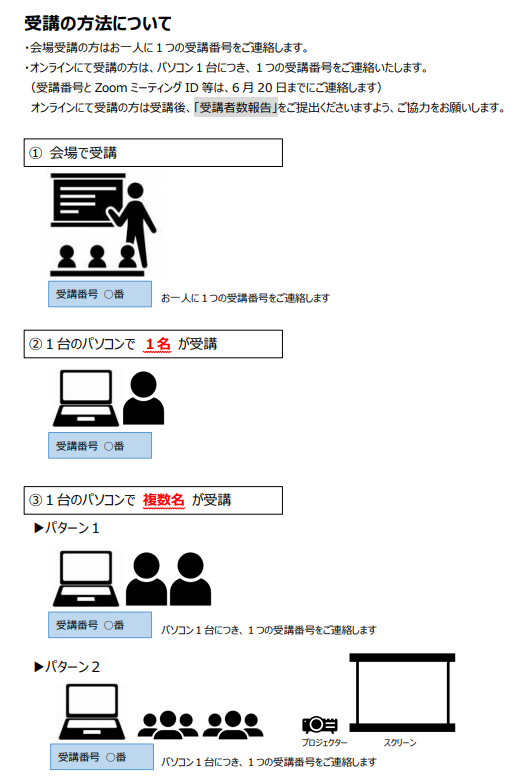 受講の方法について
・会場受講の方はお一人に１つの受講番号をご連絡します。
・オンラインにて受講の方は、パソコン１台につき、１つの受講番号をご連絡いたします。
（受講番号と Zoom ミーティング ID 等は、6 月 20 日までにご連絡します）
オンラインにて受講の方は受講後、「受講者数報告」をご提出くださいますよう、ご協力をお願いします。
① 会場で受講
受講番号 ○番
お一人に１つの受講番号をご連絡します
②１台のパソコンで １名 が受講
受講番号 ○番
③１台のパソコンで 複数名 が受講
▶パターン１
受講番号 ○番
パソコン１台につき、１つの受講番号をご連絡します
▶パターン２
プロジェクター
スクリーン
受講番号 ○番
パソコン１台につき、１つの受講番号をご連絡します